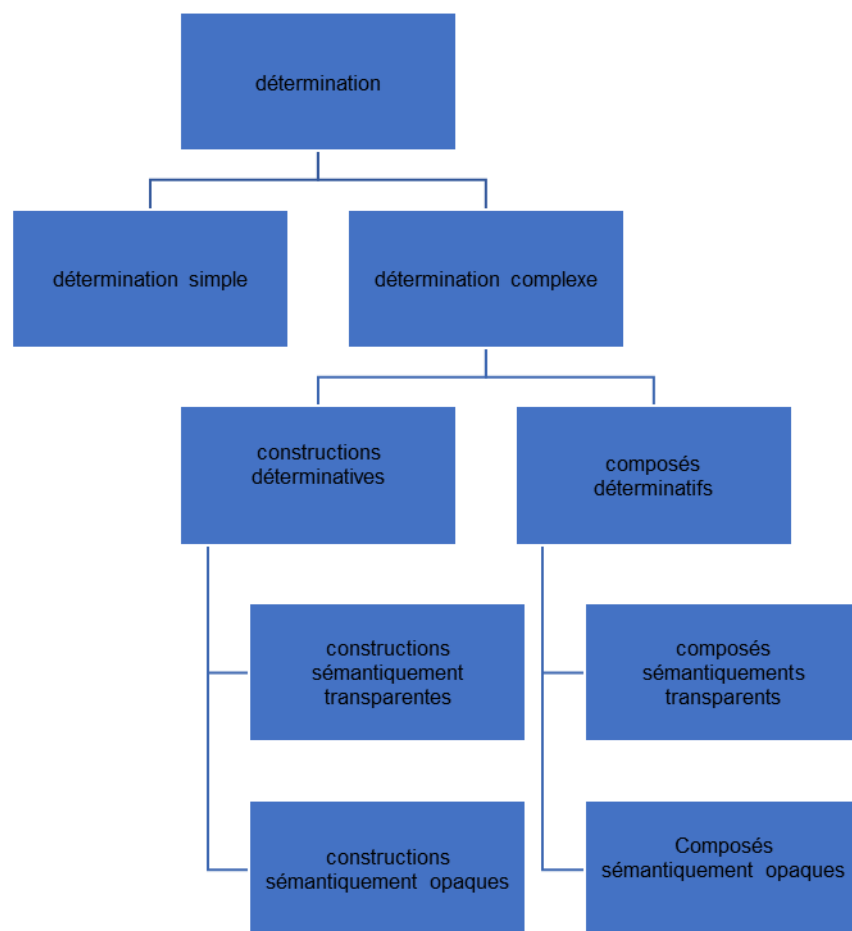 détermination
détermination simple
détermination complexe
constructions
déterminatives
composés
déterminatifs
constructions
sémantiquement
transparentes
composés
sémantiquements
transparents
constructions
sémantiquement opaques
Composés
sémantiquement opaques